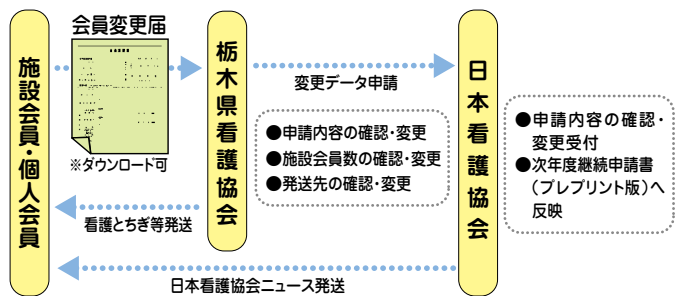 会員変更届
※ダウンロード可
施設会員・個人会員
栃木県看護協会
変更データ申請
●申請内容の確認・変更
●施設会員数の確認・変更
●発送先の確認・変更
日本看護協会
●申請内容の確認・
変更受付
●次年度継続申請書
（プレプリント版）へ
反映
看護とちぎ等発送
日本看護協会ニュース発送